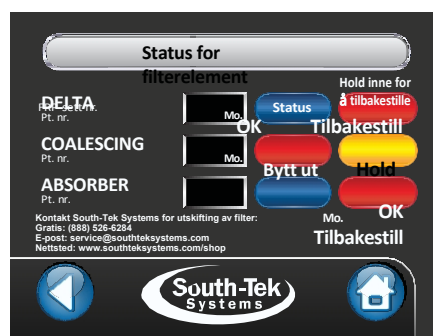 Status for
filterelement
Hold inne for
å tilbakestille
DELTA
Pt. nr.
Mo.
Status
OK
Tilbakestill
COALESCING
Pt. nr.
Mo.
Bytt ut
Hold
ABSORBER
Pt. nr.
Mo.
OK
Tilbakestill
Kontakt South-Tek Systems for utskifting av filter:
Gratis: (888) 526-6284
E-post: service@southteksystems.com
Nettsted: www.southteksystems.com/shop
South-Tek
Systems